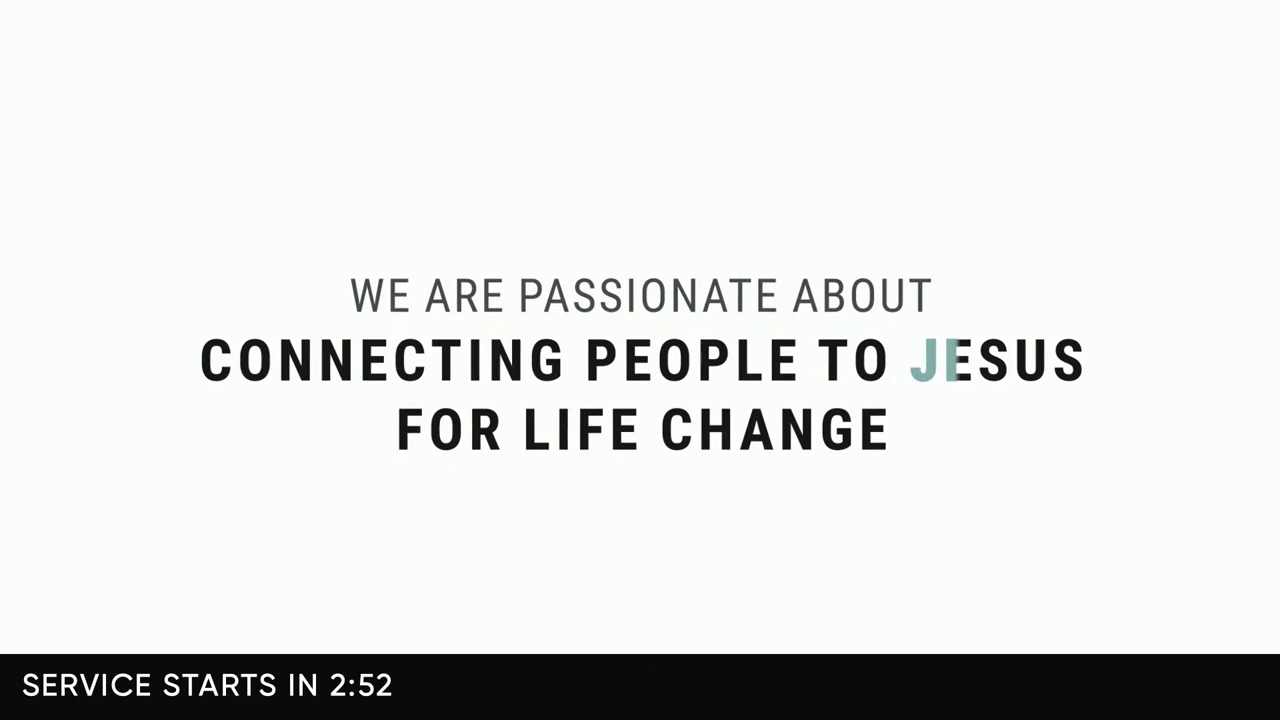 WE ARE PASSIONATE ABOUT
CONNECTING PEOPLE TO JESUS
FOR LIFE CHANGE
SERVICE STARTS IN 2:52